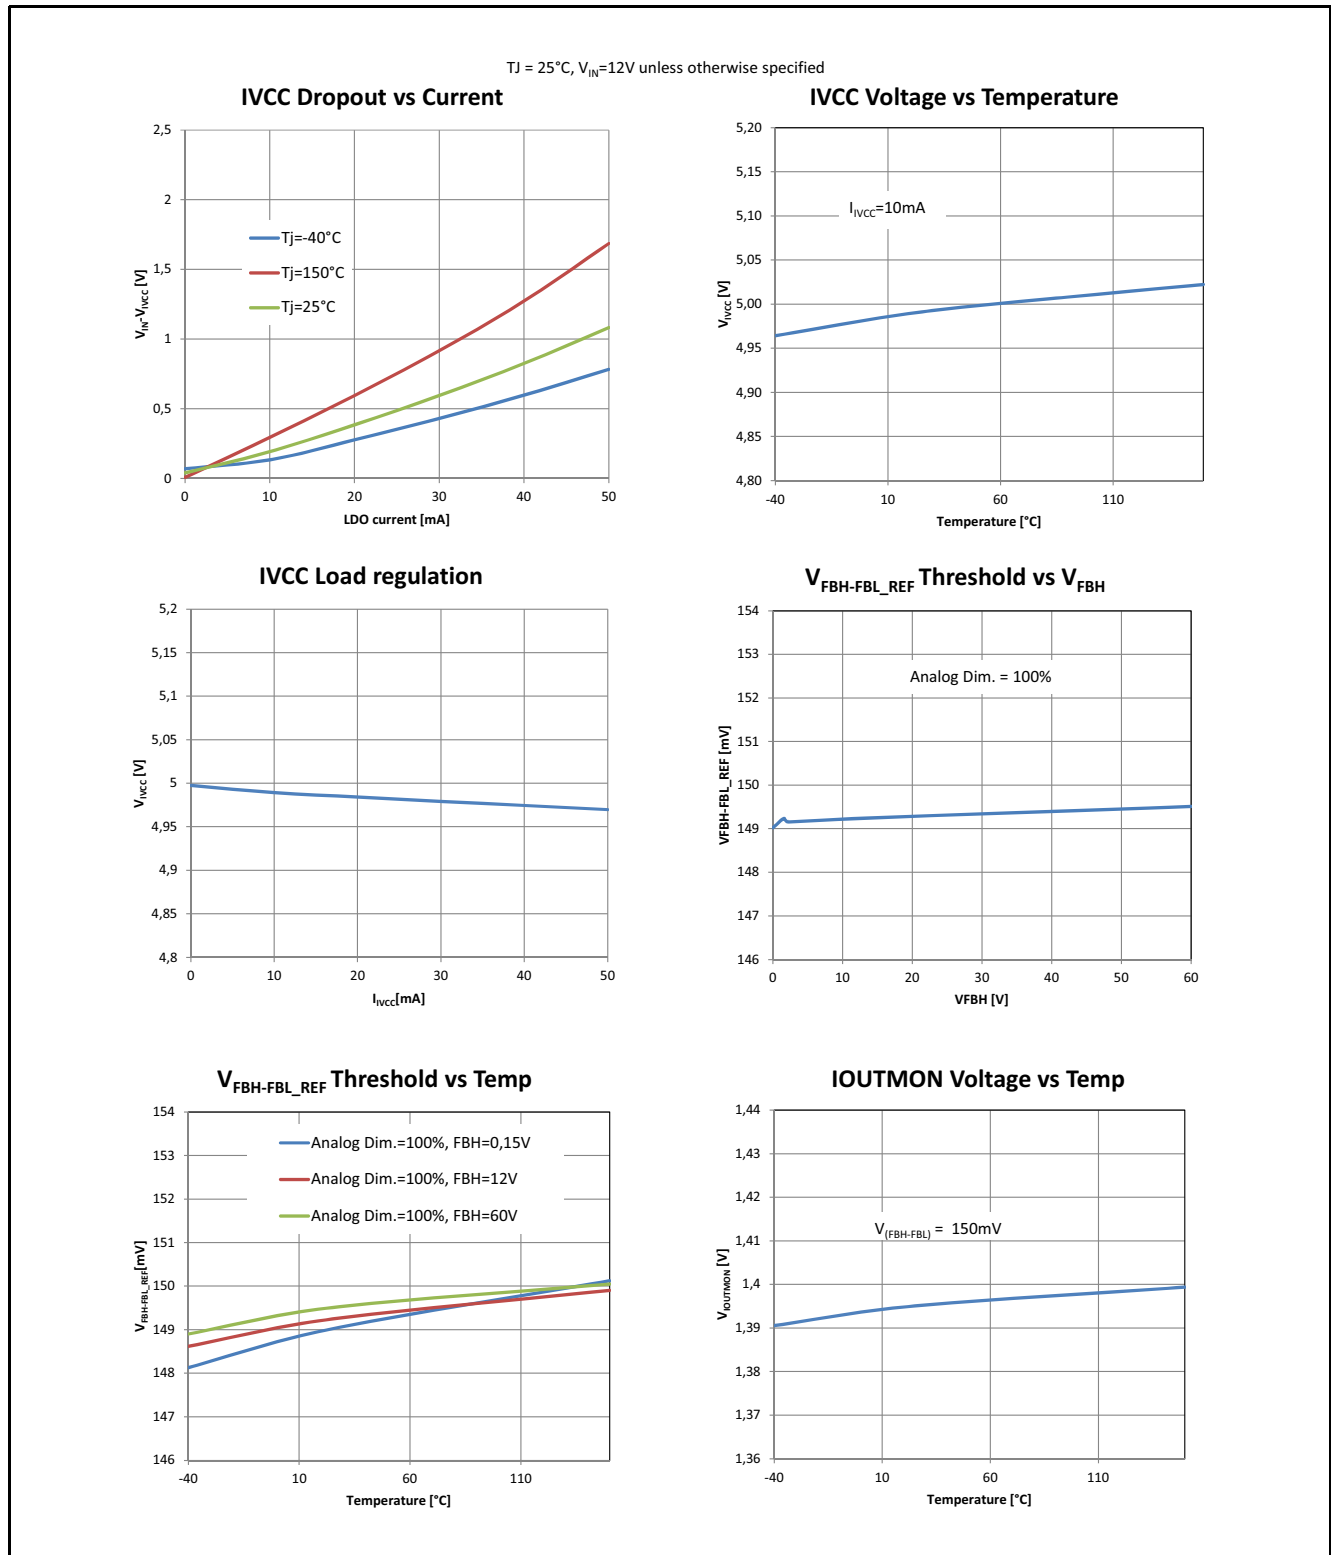 TJ = 25°C, VIN=12V unless otherwise specified
IVCC Dropout vs Current
2,5
2
1,5
1
0,5
0
VIN-VIVCC [V]
Tj=-40°C
Tj=150°C
Tj=25°C
0 10 20 30 40 50
LDO current [mA]
IVCC Voltage vs Temperature
5,20
5,15
5,10
5,05
5,00
4,95
4,90
4,85
4,80
VIVCC [V]
IIVCC=10mA
-40 10 60 110
Temperature [°C]
IVCC Load regulation
5,2
5,15
5,1
5,05
5
4,95
4,9
4,85
4,8
VIVCC [V]
0 10 20 30 40 50
IIVCC[mA]
VFBH-FBL_REF Threshold vs VFBH
154
153
152
151
150
149
148
147
146
VFBH-FBL_REF [mV]
Analog Dim. = 100%
0 10 20 30 40 50 60
VFBH [V]
VFBH-FBL_REF Threshold vs Temp
154
153
152
151
150
149
148
147
146
VFBH-FBL_REF[mV]
Analog Dim.=100%, FBH=0,15V
Analog Dim.=100%, FBH=12V
Analog Dim.=100%, FBH=60V
-40 10 60 110
Temperature [°C]
IOUTMON Voltage vs Temp
1,44
1,43
1,42
1,41
1,4
1,39
1,38
1,37
1,36
VIOUTMON [V]
V(FBH-FBL) = 150mV
-40 10 60 110
Temperature [°C]